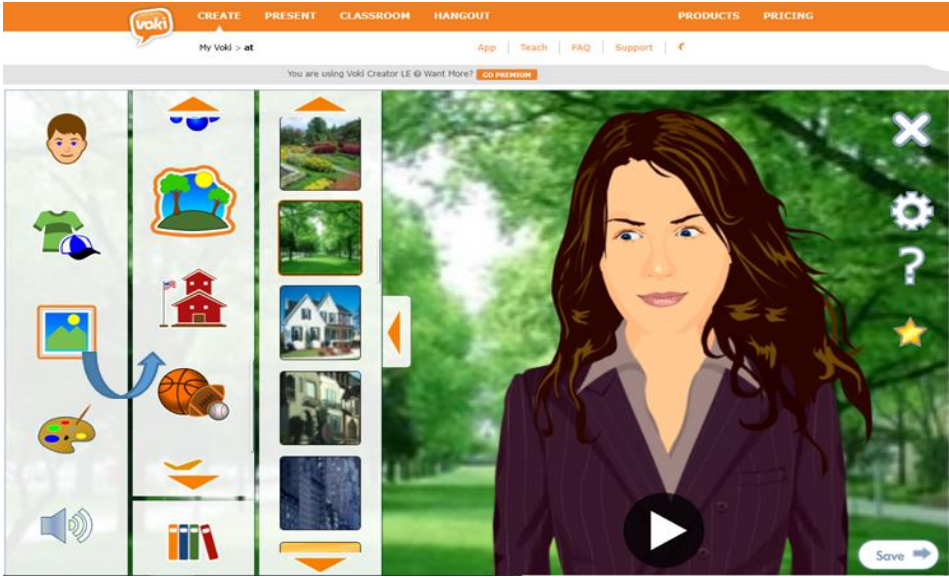 voki CREATE PRESENT CLASSROOM HANGOUT PRODUCTS PRICING
My Voki > at App Teach FAQ Support
You are using Voki Creator LE Want More? GO PREMIUM
?
Save